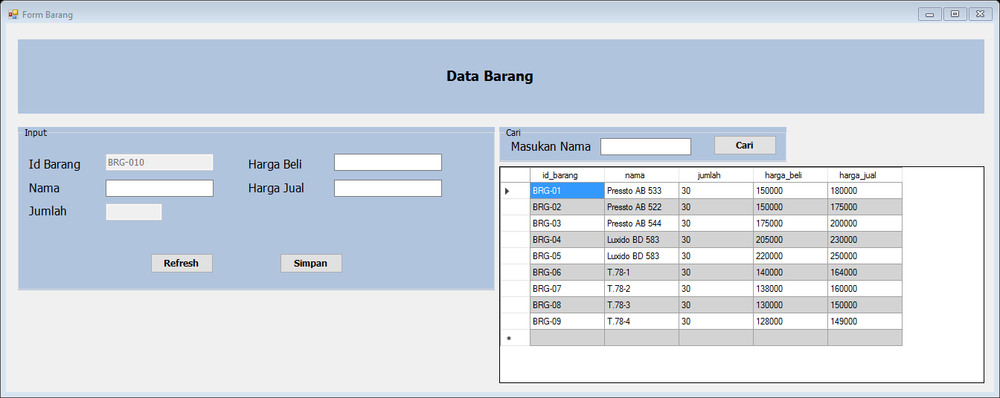 Form Barang
Data Barang
Input
Id Barang BRG-010 Harga Beli
Nama Harga Jual
Jumlah
Refresh Simpan
Cari
Masukan Nama Cari
id_barang nama jumlah harga_beli harga_jual
BRG-01 Pressto AB 533 30 150000 180000
BRG-02 Pressto AB 522 30 150000 175000
BRG-03 Pressto AB 544 30 175000 200000
BRG-04 Luxido BD 583 30 205000 230000
BRG-05 Luxido BD 583 30 220000 250000
BRG-06 T.78-1 30 140000 164000
BRG-07 T.78-2 30 138000 160000
BRG-08 T.78-3 30 130000 150000
BRG-09 T.78-4 30 128000 149000
*